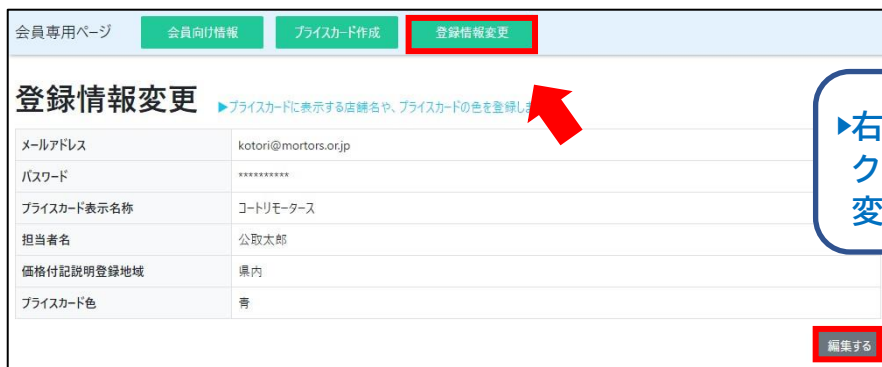 会員専用ページ 会員向け情報 プライスカード作成 登録情報変更
登録情報変更 ▶プライスカードに表示する店舗名や、プライスカードの色を登録しま
メールアドレス kotori@mortors.or.jp
パスワード **********
プライスカード表示名称 コートリモータース
担当者名 公取太郎
価格付記説明登録地域 県内
プライスカード色 青
編集する
▶右
ク
変